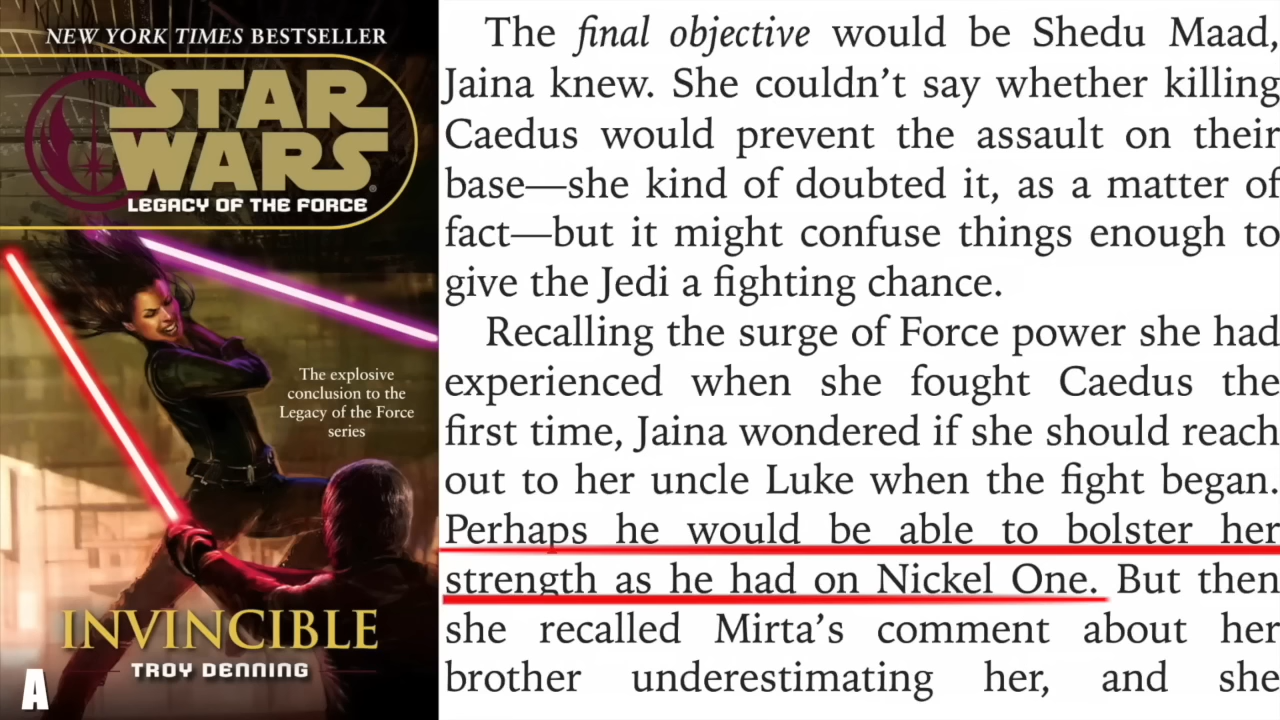 NEW YORK TIMES BESTSELLER
STAR
WARS
LEGACY OF THE FORCE
The explosive
conclusion to the
Legacy of the Force
series
INVINCIBLE
TROY DENNING
A
The final objective would be Shedu Maad,
Jaina knew. She couldn’t say whether killing
Caedus would prevent the assault on their
base—she kind of doubted it, as a matter of
fact—but it might confuse things enough to
give the Jedi a fighting chance.
Recalling the surge of Force power she had
experienced when she fought Caedus the
first time, Jaina wondered if she should reach
out to her uncle Luke when the fight began.
Perhaps he would be able to bolster her
strength as he had on Nickel One. But then
she recalled Mirta’s comment about her
brother underestimating her, and she